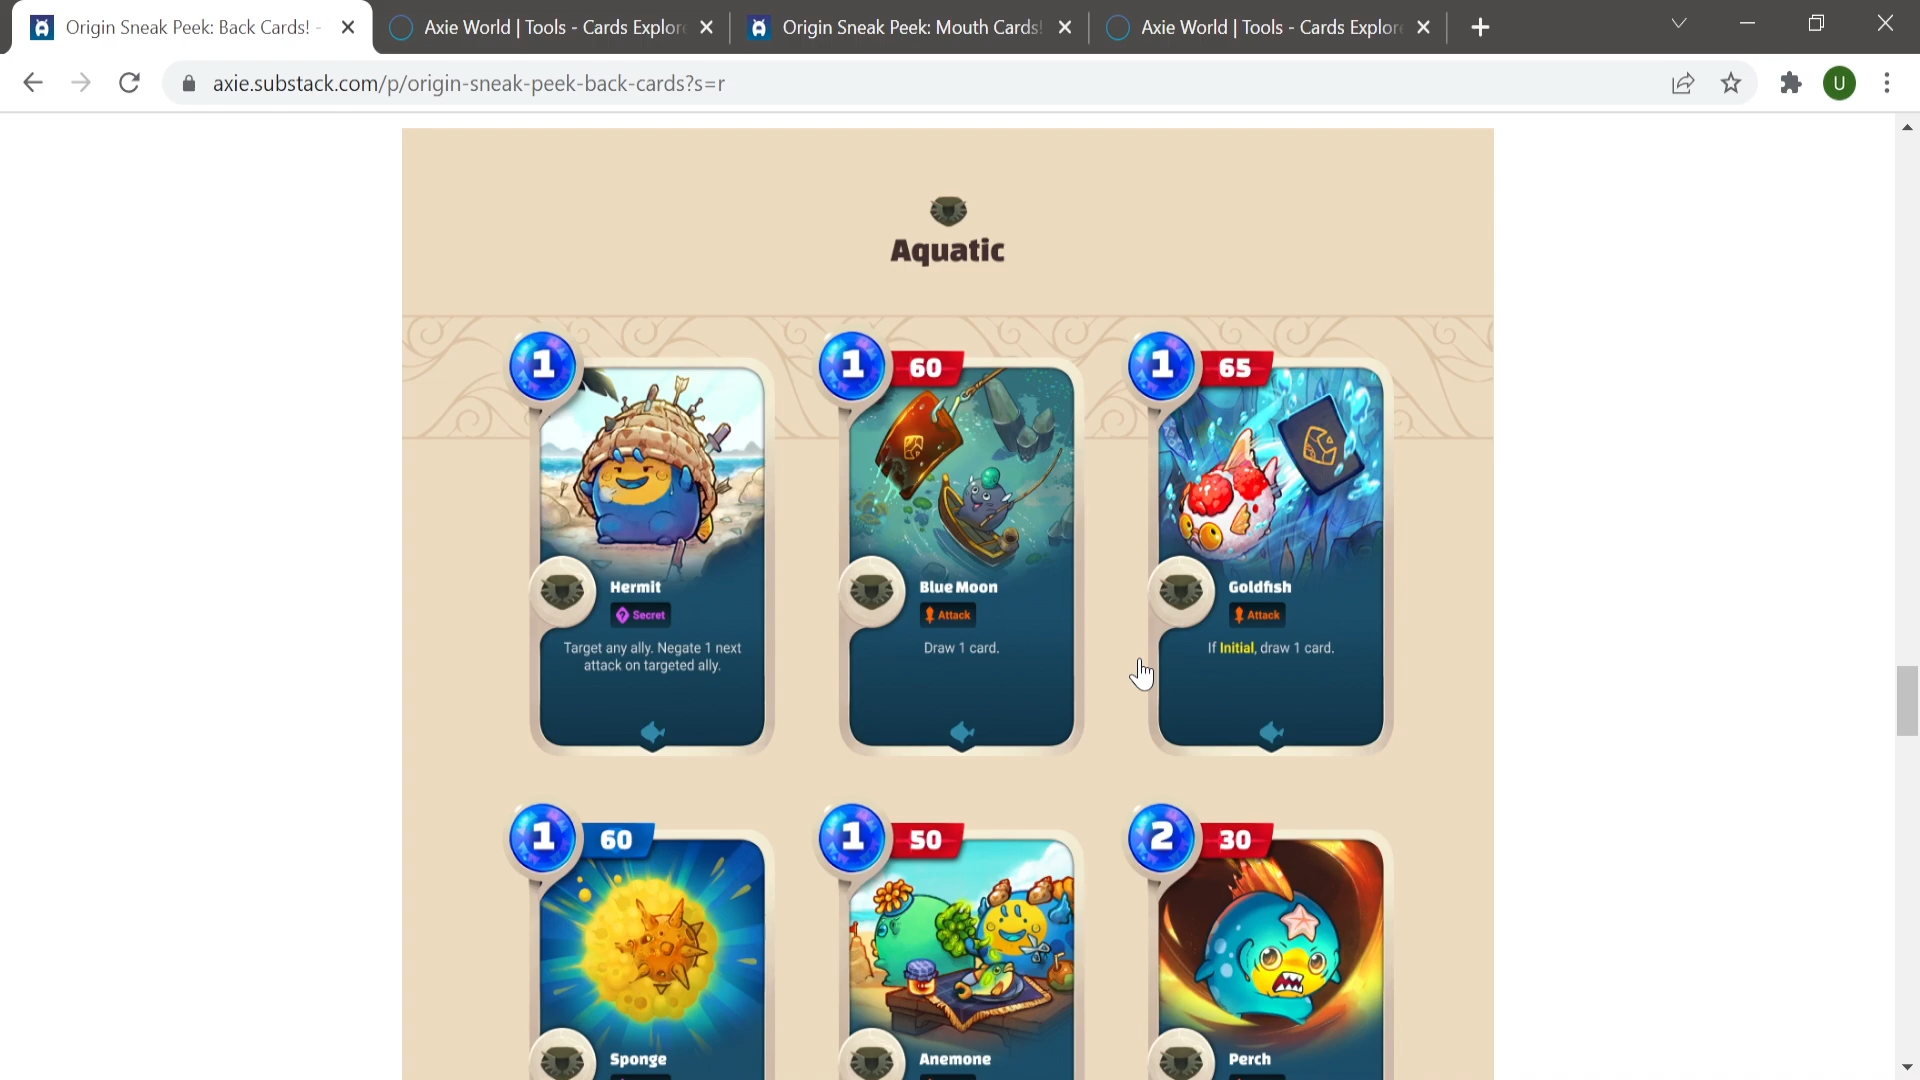 Origin Sneak Peek: Back Cards! -
Axie World | Tools - Cards Explore
Origin Sneak Peek: Mouth Cards!
Axie World | Tools - Cards Explore
axie.substack.com/p/origin-sneak-peek-back-cards?s=r
U
Aquatic
1
1 60
1 65
Hermit
Secret
Target any ally. Negate 1 next
attack on targeted ally.
Blue Moon
Attack
Draw 1 card.
Goldfish
Attack
If Initial, draw 1 card.
1 60
1 50
2 30
Sponge
Anemone
Perch